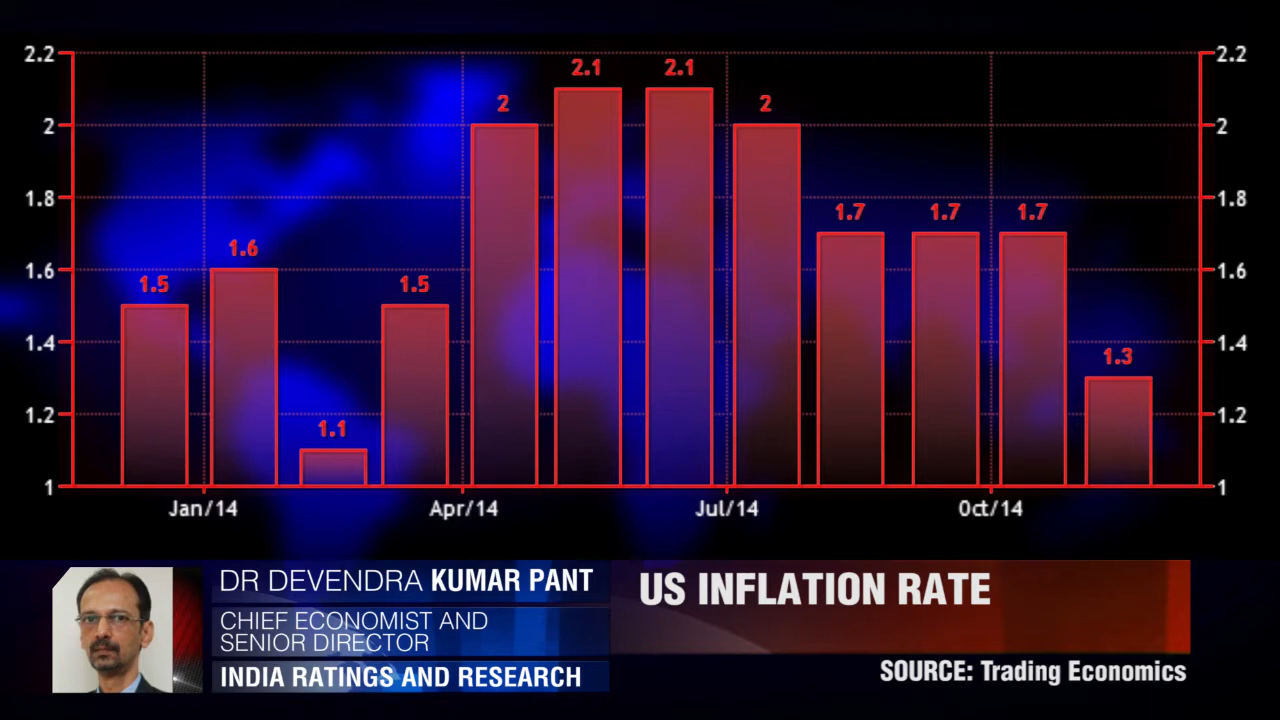 2.2 2.2
2.1 2.1
2 2 2 2
1.8 1.8
1.7 1.7 1.7
1.6 1.6 1.6
1.5 1.5
1.4 1.4
1.3
1.2 1.2
1.1
1 1
Jan/14 Apr/14 Jul/14 Oct/14
DR DEVENDRA KUMAR PANT
CHIEF ECONOMIST AND
SENIOR DIRECTOR
INDIA RATINGS AND RESEARCH
US INFLATION RATE
SOURCE: Trading Economics